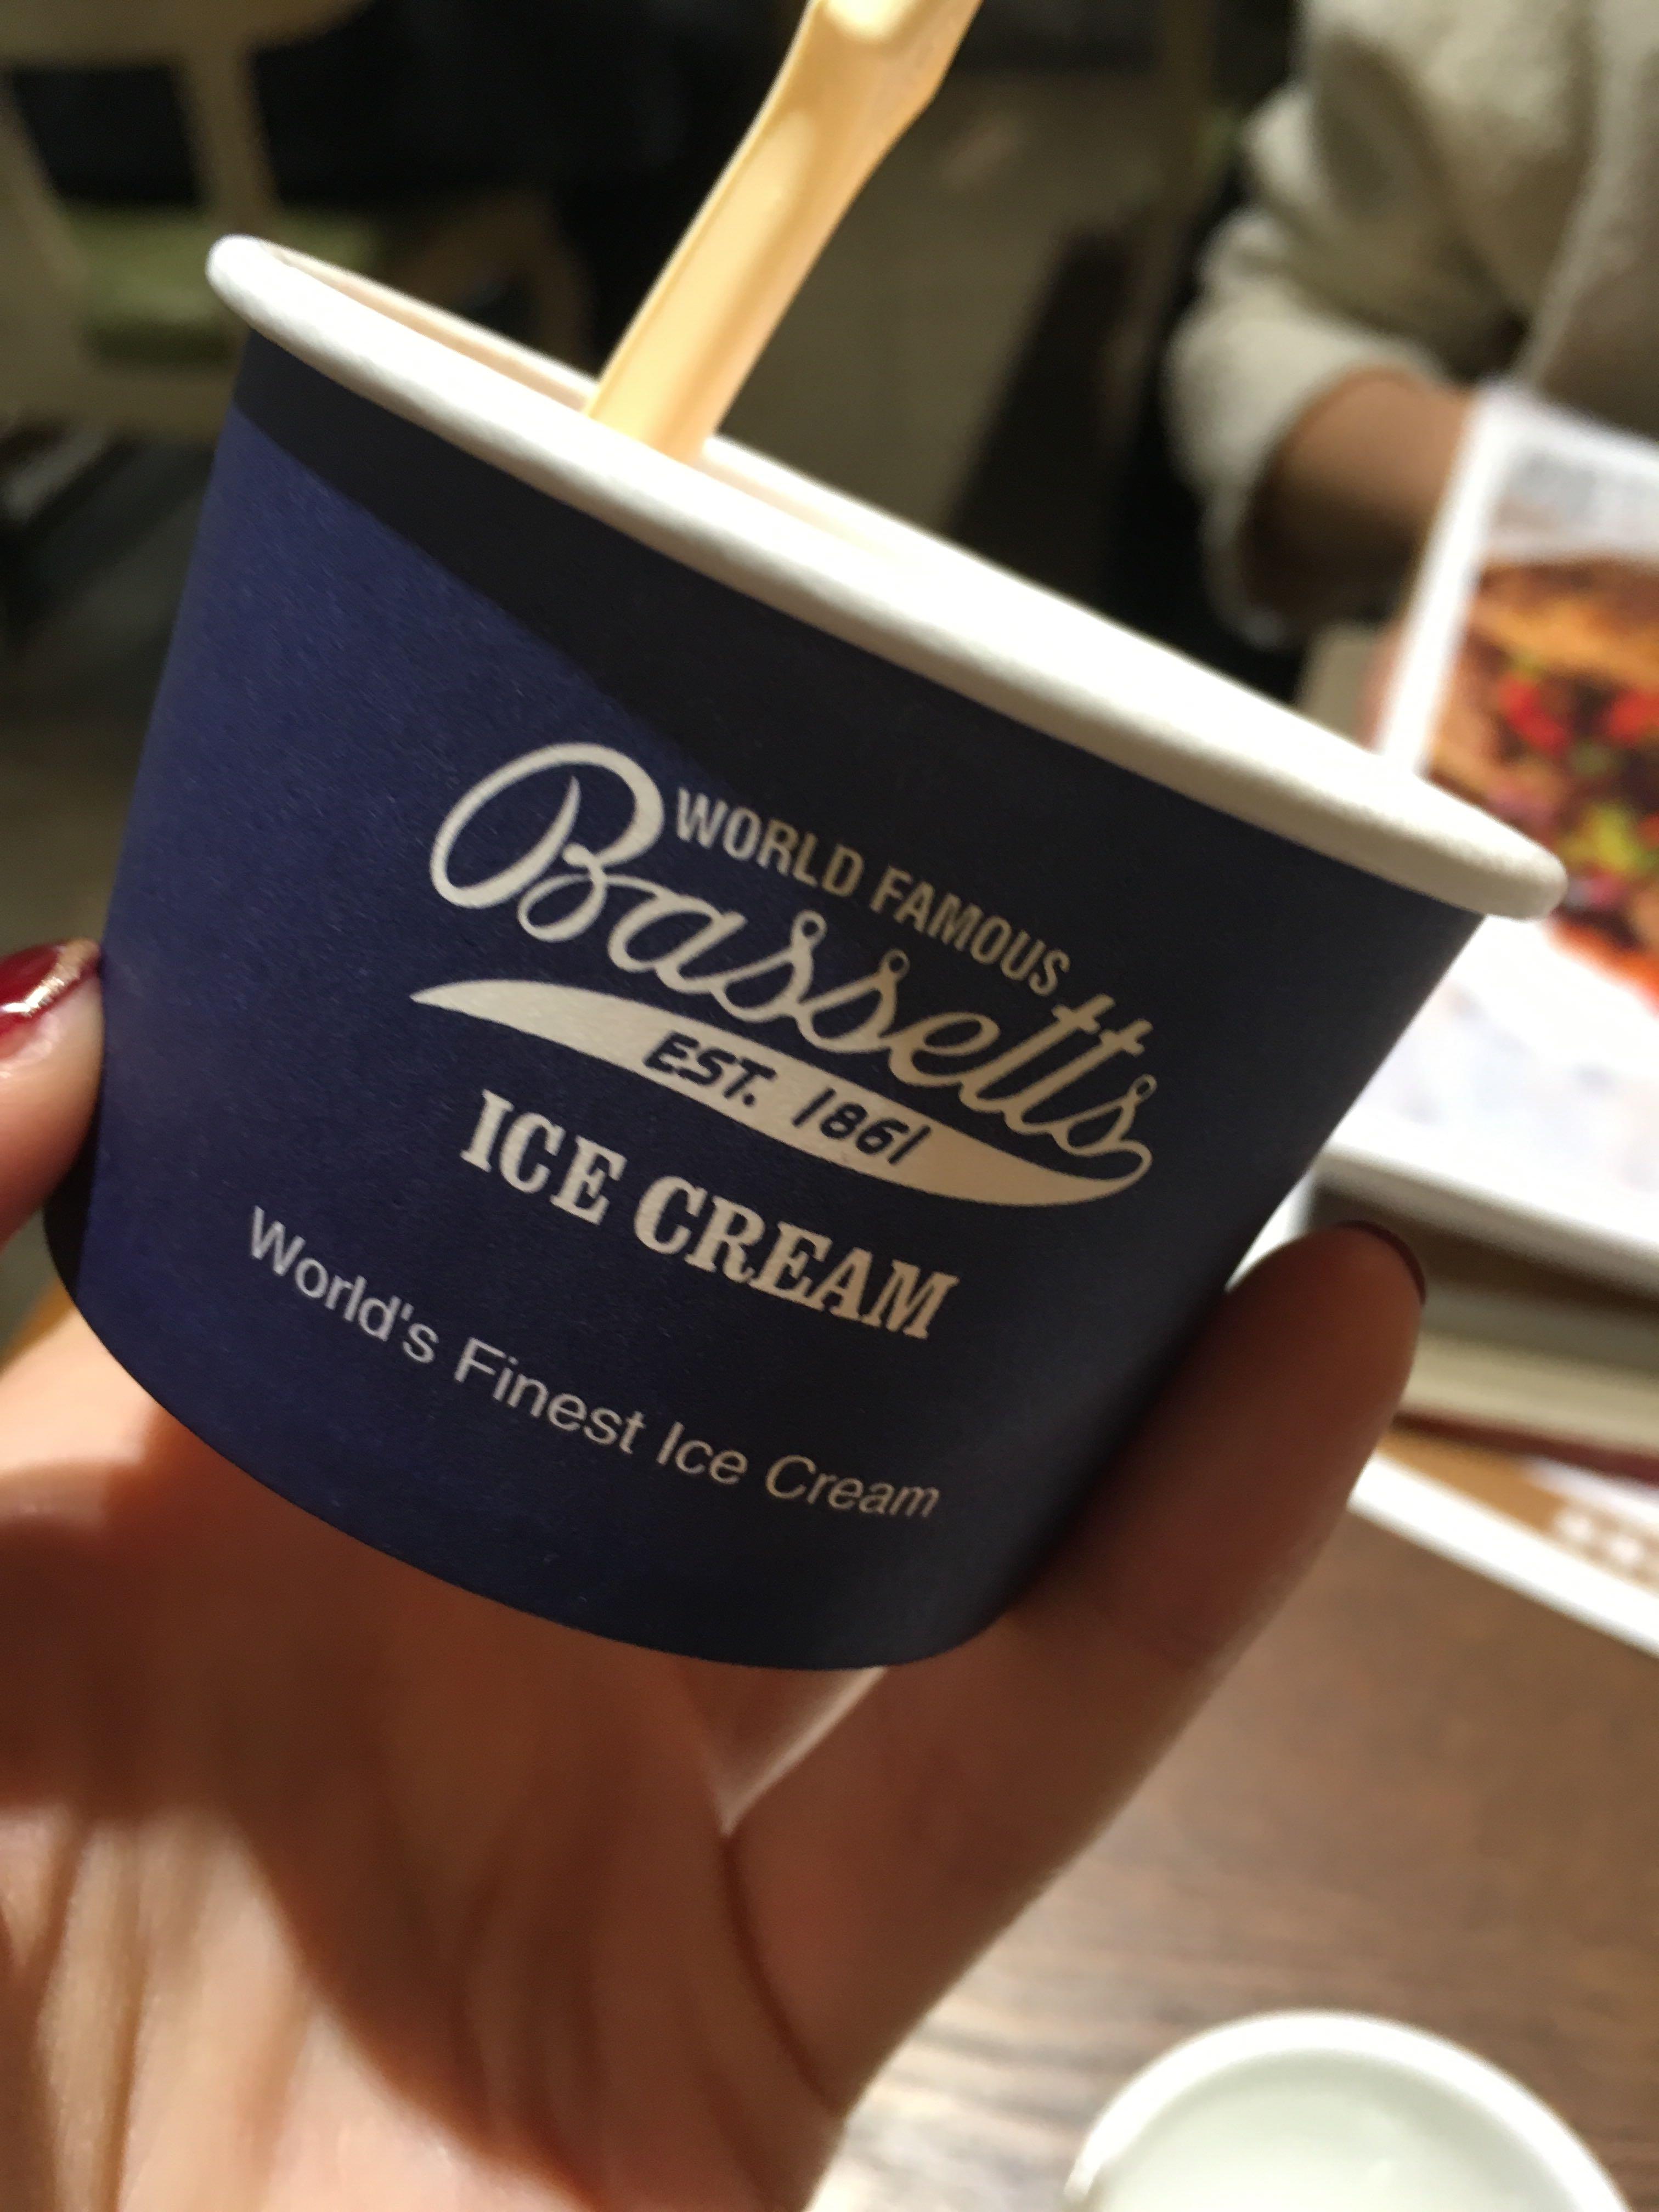 WORLD FAMOUS
Bassetts
EST. 1861
ICE CREAM
World's Finest Ice Cream